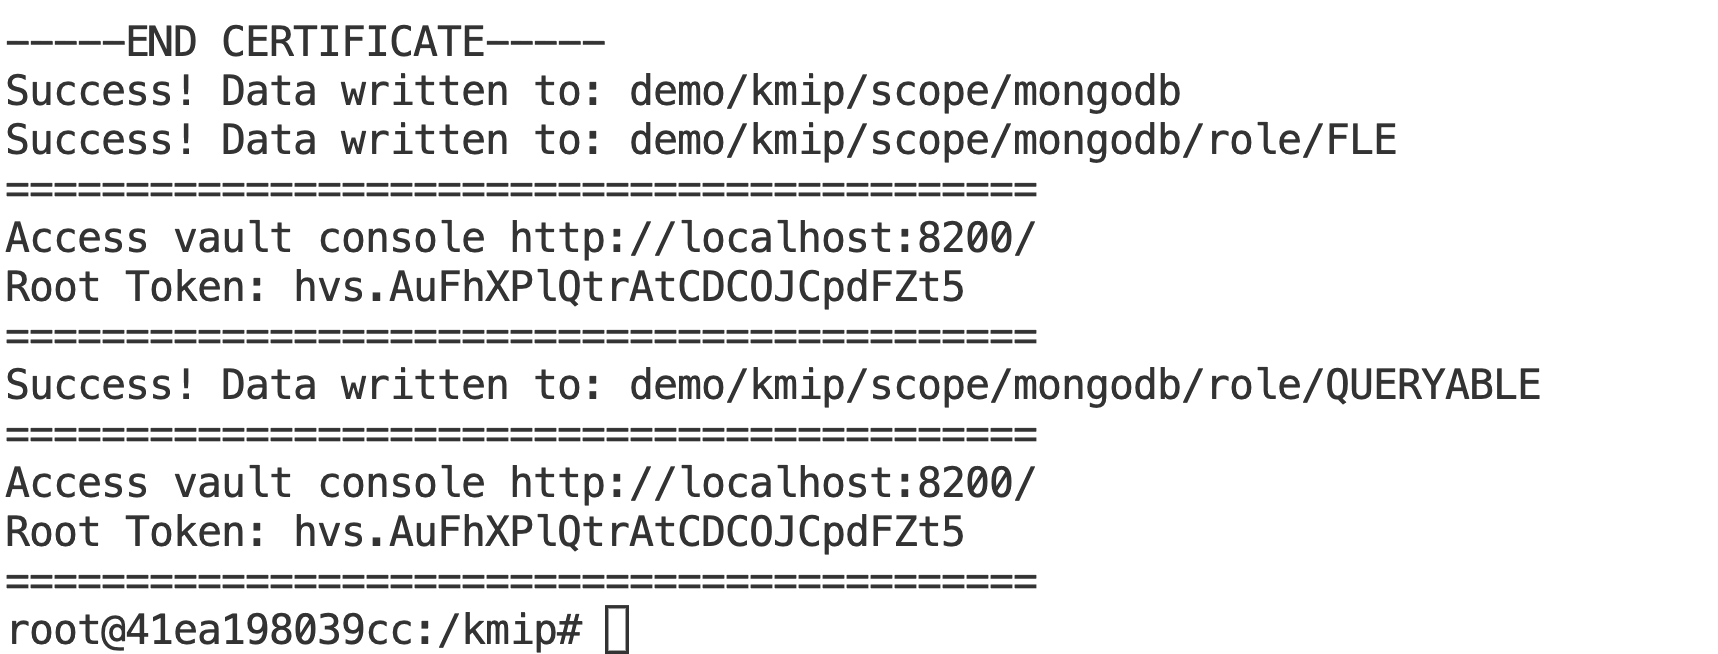 -----END CERTIFICATE-----
Success! Data written to: demo/kmip/scope/mongodb
Success! Data written to: demo/kmip/scope/mongodb/role/FLE
===========================================
Access vault console http://localhost:8200/
Root Token: hvs.AuFhXPlQtrAtCDCOJCpdFZt5
===========================================
Success! Data written to: demo/kmip/scope/mongodb/role/QUERYABLE
===========================================
Access vault console http://localhost:8200/
Root Token: hvs.AuFhXPlQtrAtCDCOJCpdFZt5
===========================================
root@41ea198039cc:/kmip#